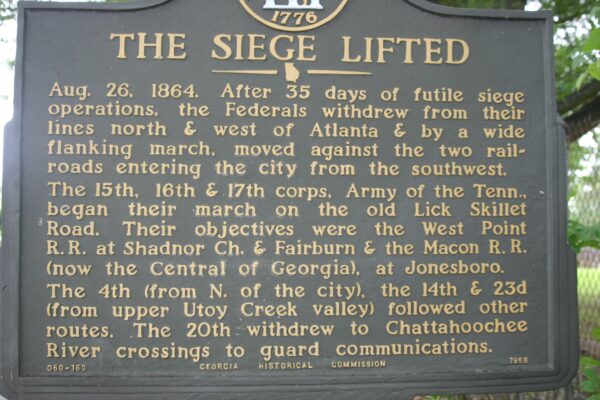 1776
THE SIEGE LIFTED
Aug. 26, 1864. After 35 days of futile siege
operations, the Federals withdrew from their
lines north & west of Atlanta & by a wide
flanking march, moved against the two rail-
roads entering the city from the southwest.
The 15th, 16th & 17th corps, Army of the Tenn.,
began their march on the old Lick Skillet
Road. Their objectives were the West Point
R.R. at Shadnor Ch. & Fairburn & the Macon R.R.
(now the Central of Georgia), at Jonesboro.
The 4th (from N. of the city), the 14th & 23d
(from upper Utoy Creek valley) followed other
routes. The 20th withdrew to Chattahoochee
River crossings to guard communications.
060-160 GEORGIA HISTORICAL COMMISSION 1958